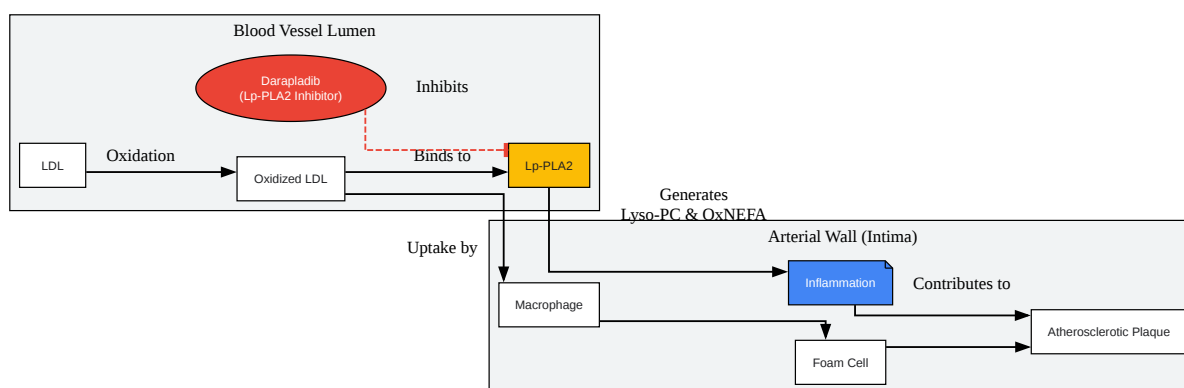 Blood Vessel Lumen
Darapladib
(Lp-PLA2 Inhibitor)
Inhibits
LDL
Oxidation
Oxidized LDL
Binds to
Lp-PLA2
Generates
Lyso-PC & OxNEFA
Arterial Wall (Intima)
Uptake by
Macrophage
Inflammation
Contributes to
Foam Cell
Atherosclerotic Plaque